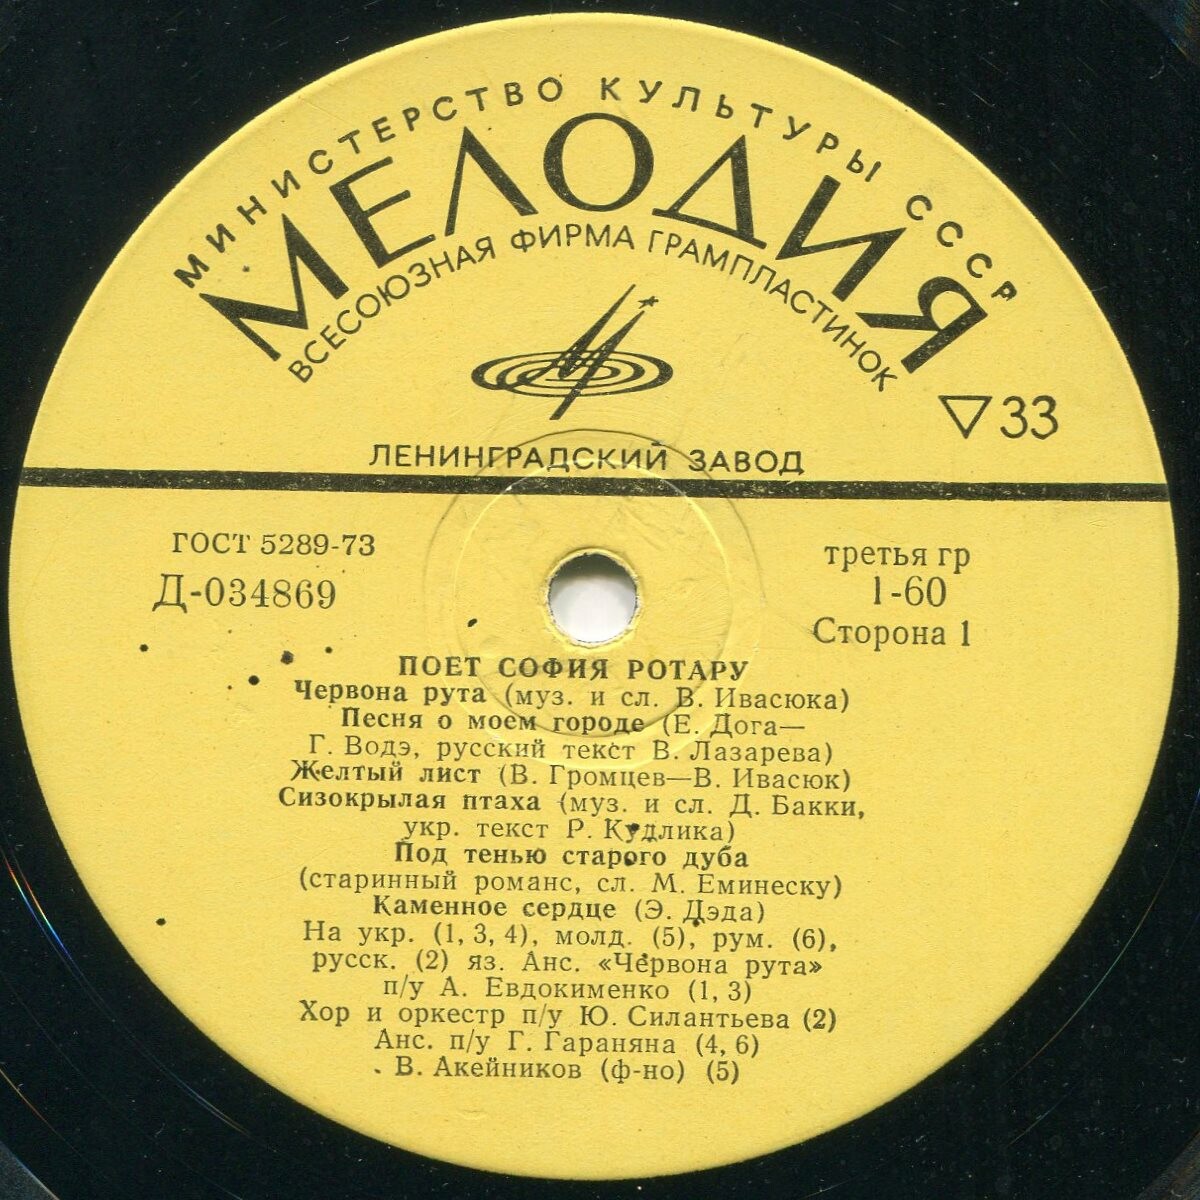 МИНИСТЕРСТВО КУЛЬТУРЫ СССР
МЕЛОДИЯ
ВСЕСОЮЗНАЯ ФИРМА ГРАМПЛАСТИНОК
▽33
ЛЕНИНГРАДСКИЙ ЗАВОД
ГОСТ 5289-73
Д-034869
третья гр
1-60
Сторона 1
ПОЕТ СОФИЯ РОТАРУ
Червона рута (муз. и сл. В. Ивасюка)
Песня о моем городе (Е. Дога—
Г. Водэ, русский текст В. Лазарева)
Желтый лист (В. Громцев—В. Ивасюк)
Сизокрылая птаха (муз. и сл. Д. Бакки,
укр. текст Р. Кудлика)
Под тенью старого дуба
(старинный романс, сл. М. Еминеску)
Каменное сердце (Э. Дэда)
На укр. (1, 3, 4), молд. (5), рум. (6),
русск. (2) яз. Анс. «Червона рута»
п/у А. Евдокименко (1, 3)
Хор и оркестр п/у Ю. Силантьева (2)
Анс. п/у Г. Гараняна (4, 6)
В. Акейников (ф-но) (5)